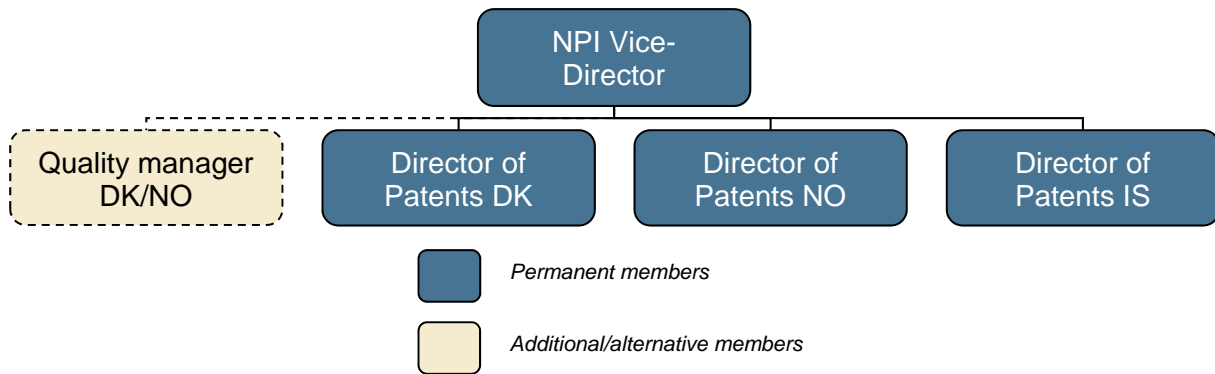 NPI Vice-
Director
Quality manager
DK/NO
Director of
Patents DK
Director of
Patents NO
Director of
Patents IS
Permanent members
Additional/alternative members